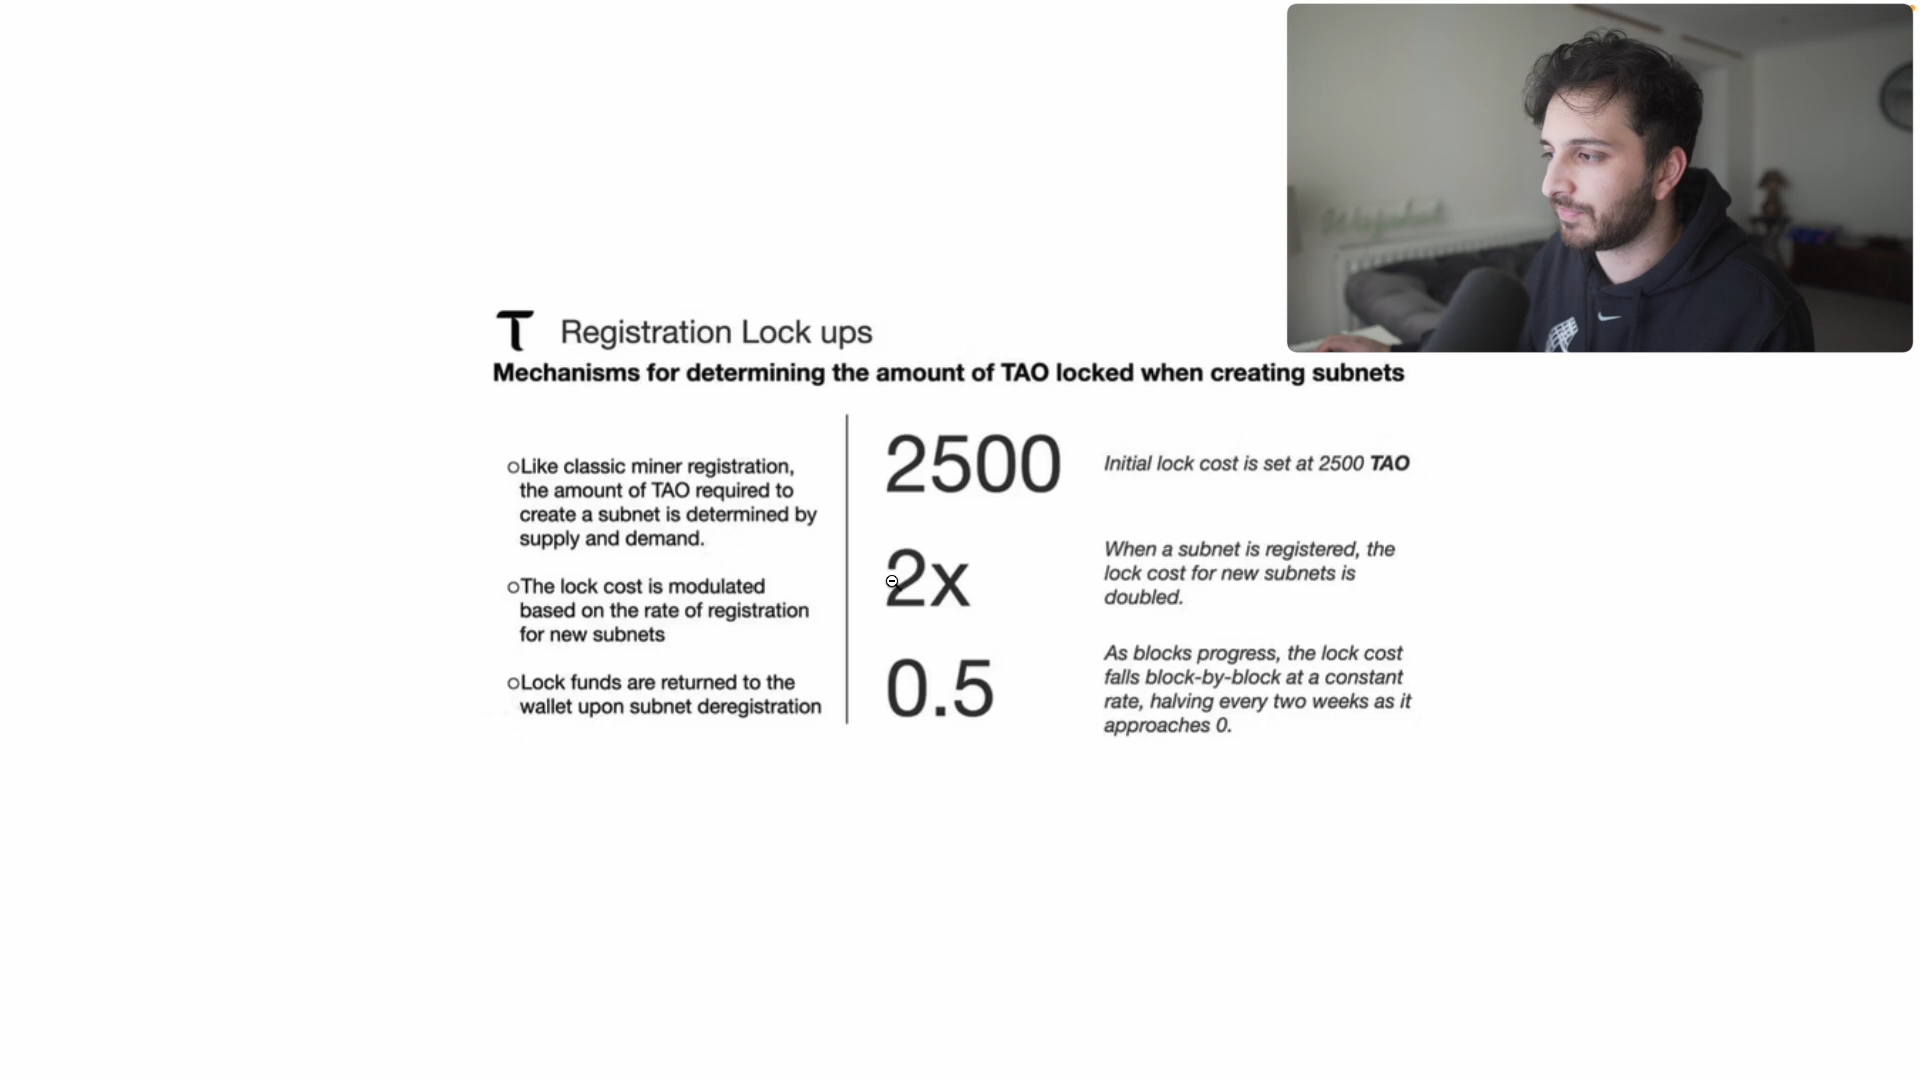 Registration Lock ups
Mechanisms for determining the amount of TAO locked when creating subnets
○Like classic miner registration,
the amount of TAO required to
create a subnet is determined by
supply and demand.
○The lock cost is modulated
based on the rate of registration
for new subnets
○Lock funds are returned to the
wallet upon subnet deregistration
2500
Initial lock cost is set at 2500 TAO
2x
When a subnet is registered, the
lock cost for new subnets is
doubled.
0.5
As blocks progress, the lock cost
falls block-by-block at a constant
rate, halving every two weeks as it
approaches 0.